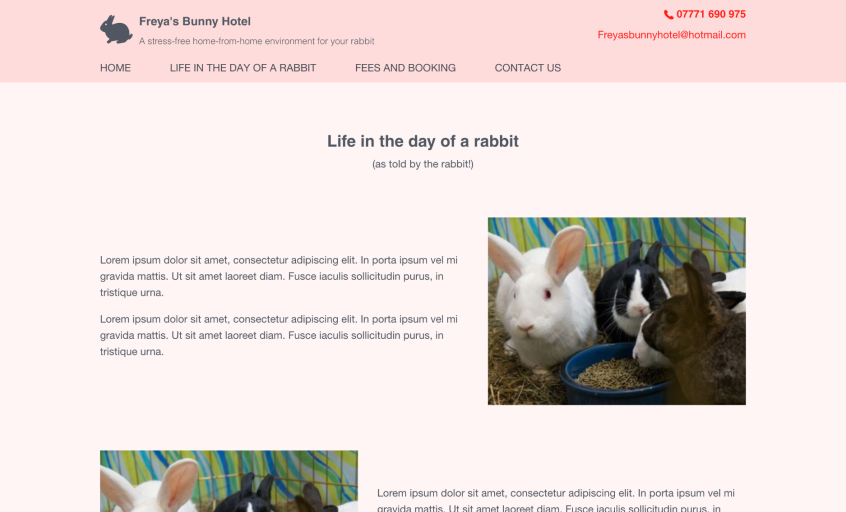 Freya's Bunny Hotel
A stress-free home-from-home environment for your rabbit
07771 690 975
Freyasbunnyhotel@hotmail.com
HOME LIFE IN THE DAY OF A RABBIT FEES AND BOOKING CONTACT US
Life in the day of a rabbit
(as told by the rabbit!)
Lorem ipsum dolor sit amet, consectetur adipiscing elit. In porta ipsum vel mi
gravida mattis. Ut sit amet laoreet diam. Fusce iaculis sollicitudin purus, in
tristique urna.
Lorem ipsum dolor sit amet, consectetur adipiscing elit. In porta ipsum vel mi
gravida mattis. Ut sit amet laoreet diam. Fusce iaculis sollicitudin purus, in
tristique urna.
Lorem ipsum dolor sit amet, consectetur adipiscing elit. In porta ipsum vel mi
gravida mattis. Ut sit amet laoreet diam. Fusce iaculis sollicitudin purus, in